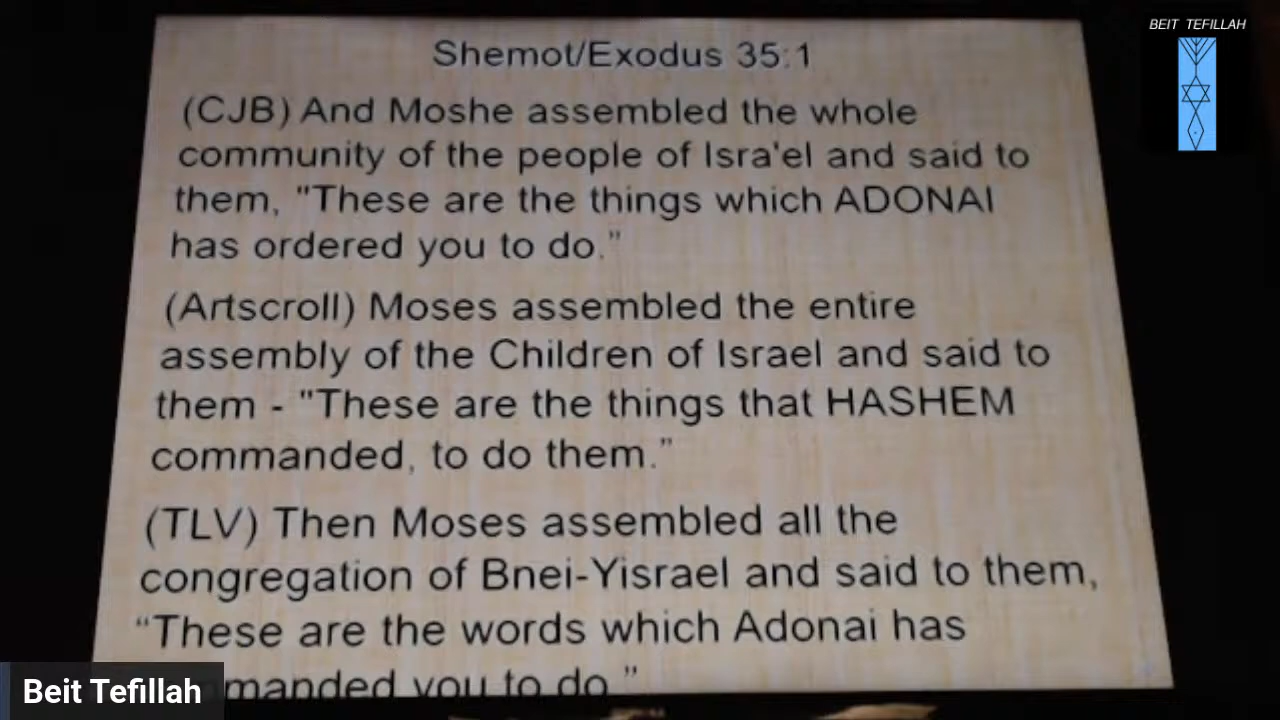 BEIT TEFILLAH
Shemot/Exodus 35:1
(CJB) And Moshe assembled the whole
community of the people of Isra'el and said to
them, "These are the things which ADONAI
has ordered you to do."
(Artscroll) Moses assembled the entire
assembly of the Children of Israel and said to
them - "These are the things that HASHEM
commanded, to do them."
(TLV) Then Moses assembled all the
congregation of Bnei-Yisrael and said to them,
“These are the words which Adonai has
manded you to do.”
Beit Tefillah